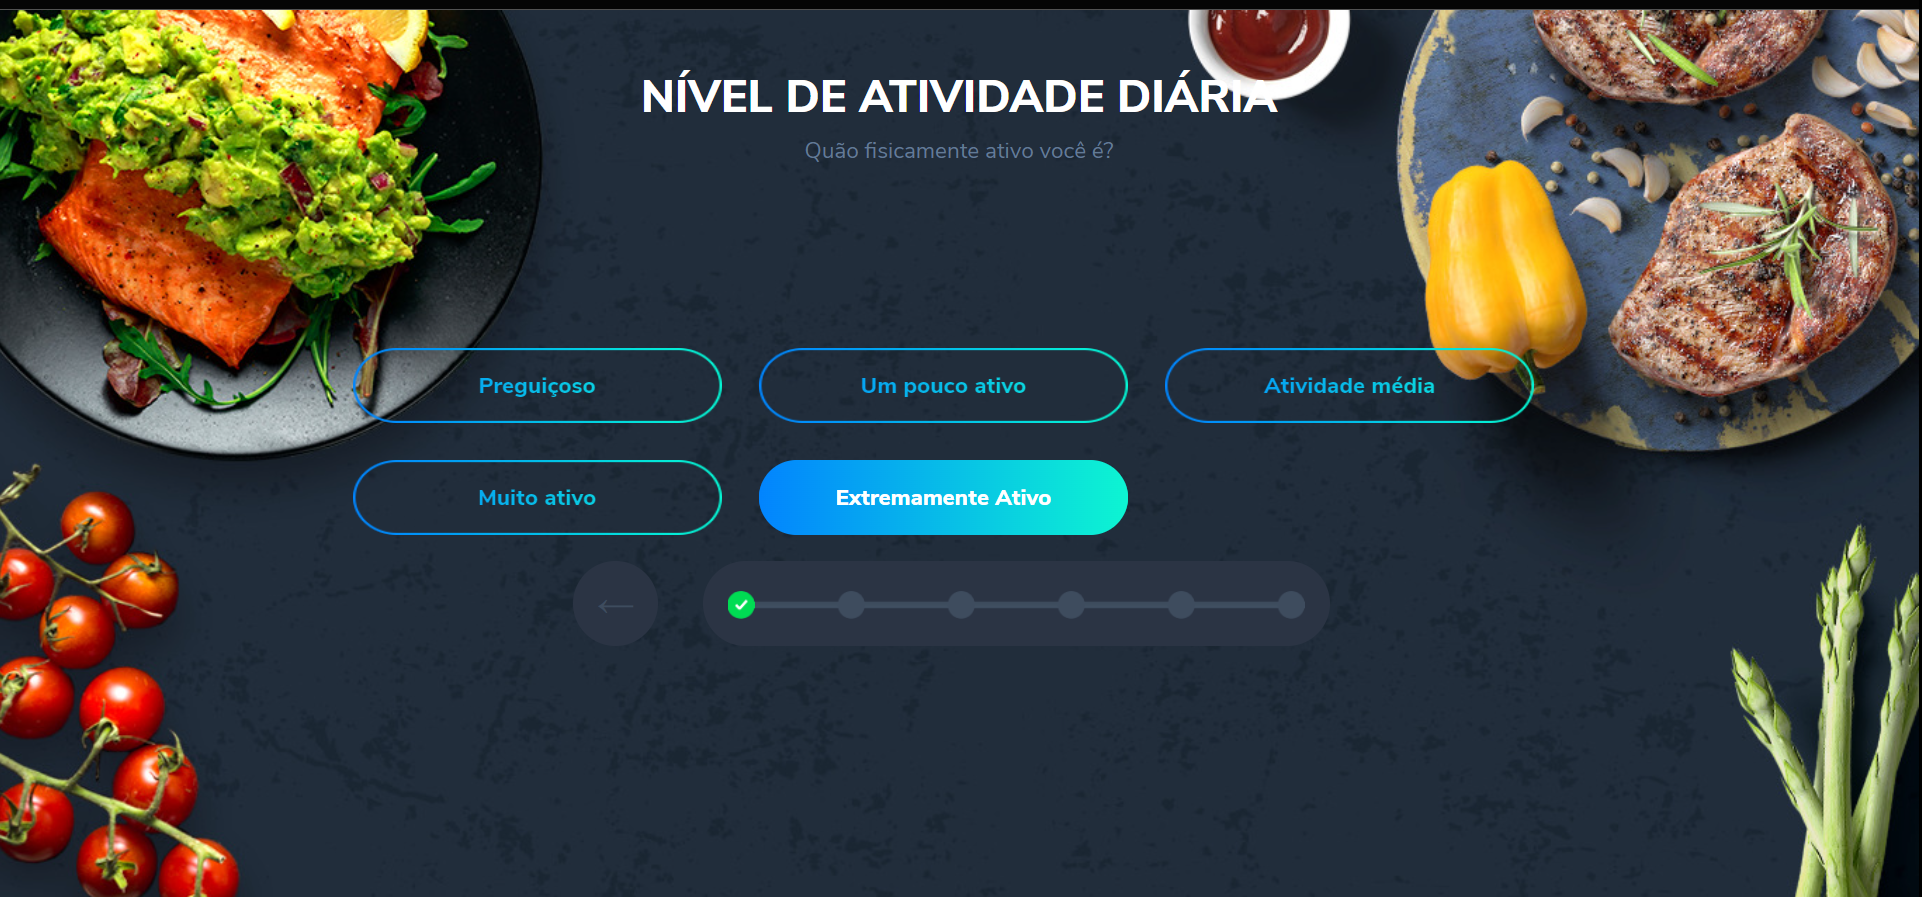 NÍVEL DE ATIVIDADE DIÁRIA
Quão fisicamente ativo você é?
Preguiçoso
Um pouco ativo
Atividade média
Muito ativo
Extremamente Ativo